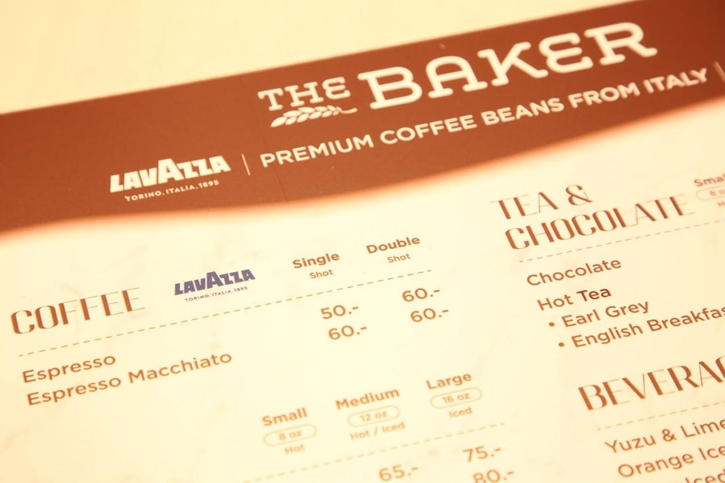 THE BAKER
LAVAZZA
TORINO, ITALIA, 1895
PREMIUM COFFEE BEANS FROM ITALY
COFFEE
LAVAZZA
TORINO, ITALIA, 1895
Single
Shot
Double
Shot
Espresso 50.- 60.-
Espresso Macchiato 60.- 60.-
Small
8 oz
Hot
Medium
12 oz
Hot / Iced
Large
16 oz
Iced
65.- 75.-
80.-
TEA &
CHOCOLATE
Chocolate
Hot Tea
• Earl Grey
• English
Yuzu & Lime
Orange